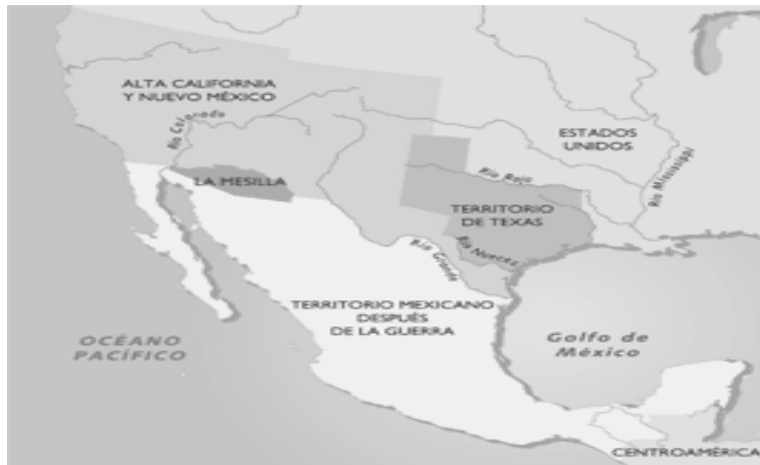 ALTA CALIFORNIA
Y NUEVO MÉXICO
Río Colorado
ESTADOS
UNIDOS
Río Mississippi
LA MESILLA
Río Rojo
TERRITORIO
DE TEXAS
Río Nueces
Río Grande
TERRITORIO MEXICANO
DESPUÉS
DE LA GUERRA
OCÉANO
PACÍFICO
Golfo de
México
CENTROAMÉRICA